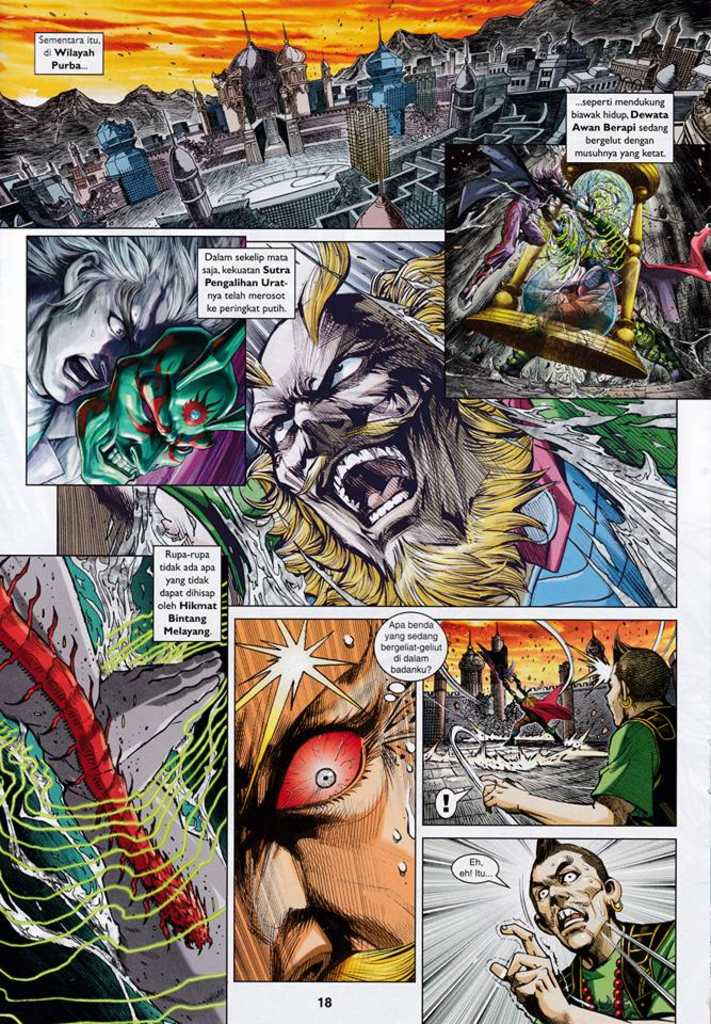 Sementara itu,
di Wilayah
Purba...
...seperti mendukung
biawak hidup, Dewata
Awan Berapi sedang
bergelut dengan
musuhnya yang ketat.
Dalam sekelip mata
saja, kekuatan Sutra
Pengalihan Urat-
nya telah merosot
ke peringkat putih.
Rupa-rupa
tidak ada apa
yang tidak
dapat dihisap
oleh Hikmat
Bintang
Melayang.
Apa benda
yang sedang
bergeliat-geliut
di dalam
badanku?
!
Eh,
eh! Itu...
18